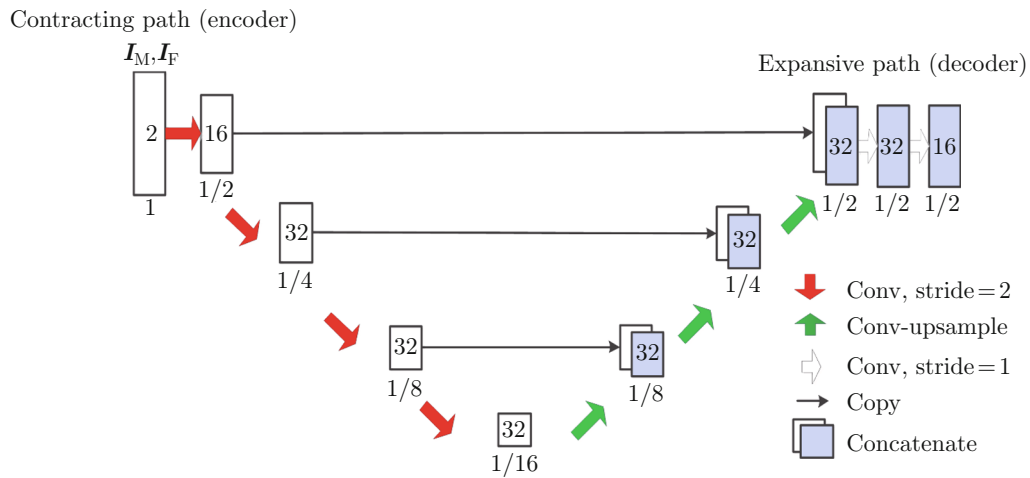 Contracting path (encoder)
I_M,I_F
Expansive path (decoder)
2
16
32
32
16
1
1/2
1/2
1/2
1/2
32
32
1/4
1/4
32
32
1/8
1/8
32
1/16
Conv, stride=2
Conv-upsample
Conv, stride=1
Copy
Concatenate